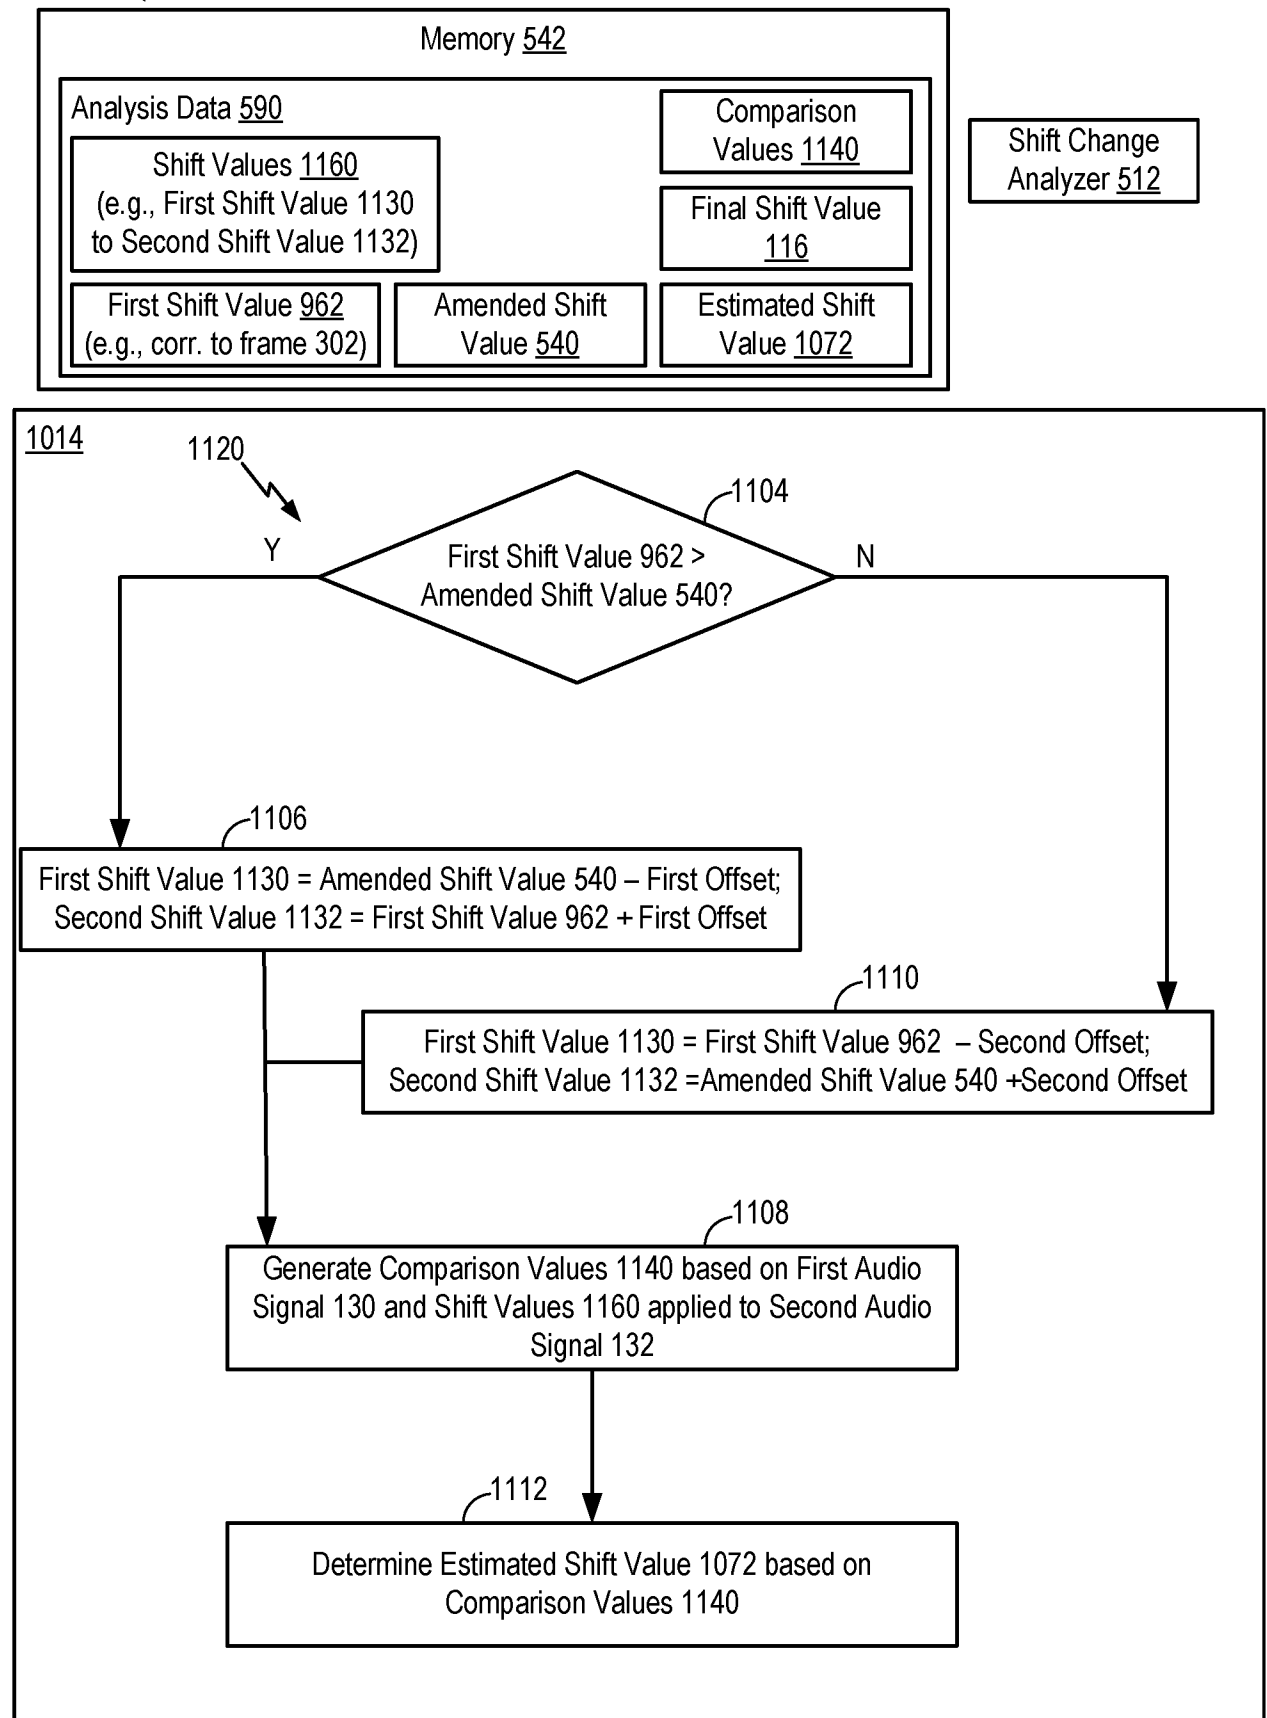 Memory 542
Analysis Data 590
Shift Values 1160
(e.g., First Shift Value 1130
to Second Shift Value 1132)
Comparison
Values 1140
Final Shift Value
116
First Shift Value 962
(e.g., corr. to frame 302)
Amended Shift
Value 540
Estimated Shift
Value 1072
Shift Change
Analyzer 512
1014
1120
1104
Y
First Shift Value 962 >
Amended Shift Value 540?
N
1106
First Shift Value 1130 = Amended Shift Value 540 – First Offset;
Second Shift Value 1132 = First Shift Value 962 + First Offset
1110
First Shift Value 1130 = First Shift Value 962 – Second Offset;
Second Shift Value 1132 =Amended Shift Value 540 +Second Offset
1108
Generate Comparison Values 1140 based on First Audio
Signal 130 and Shift Values 1160 applied to Second Audio
Signal 132
1112
Determine Estimated Shift Value 1072 based on
Comparison Values 1140